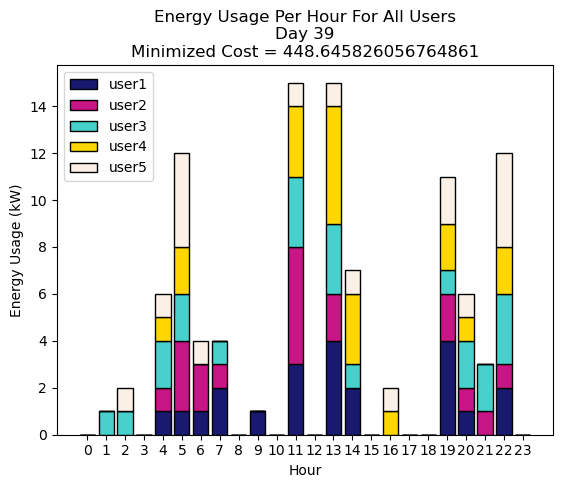 Energy Usage Per Hour For All Users
Day 39
Minimized Cost = 448.645826056764861
user1
user2
user3
user4
user5
Energy Usage (kW)
14
12
10
8
6
4
2
0
0 1 2 3 4 5 6 7 8 9 10 11 12 13 14 15 16 17 18 19 20 21 22 23
Hour